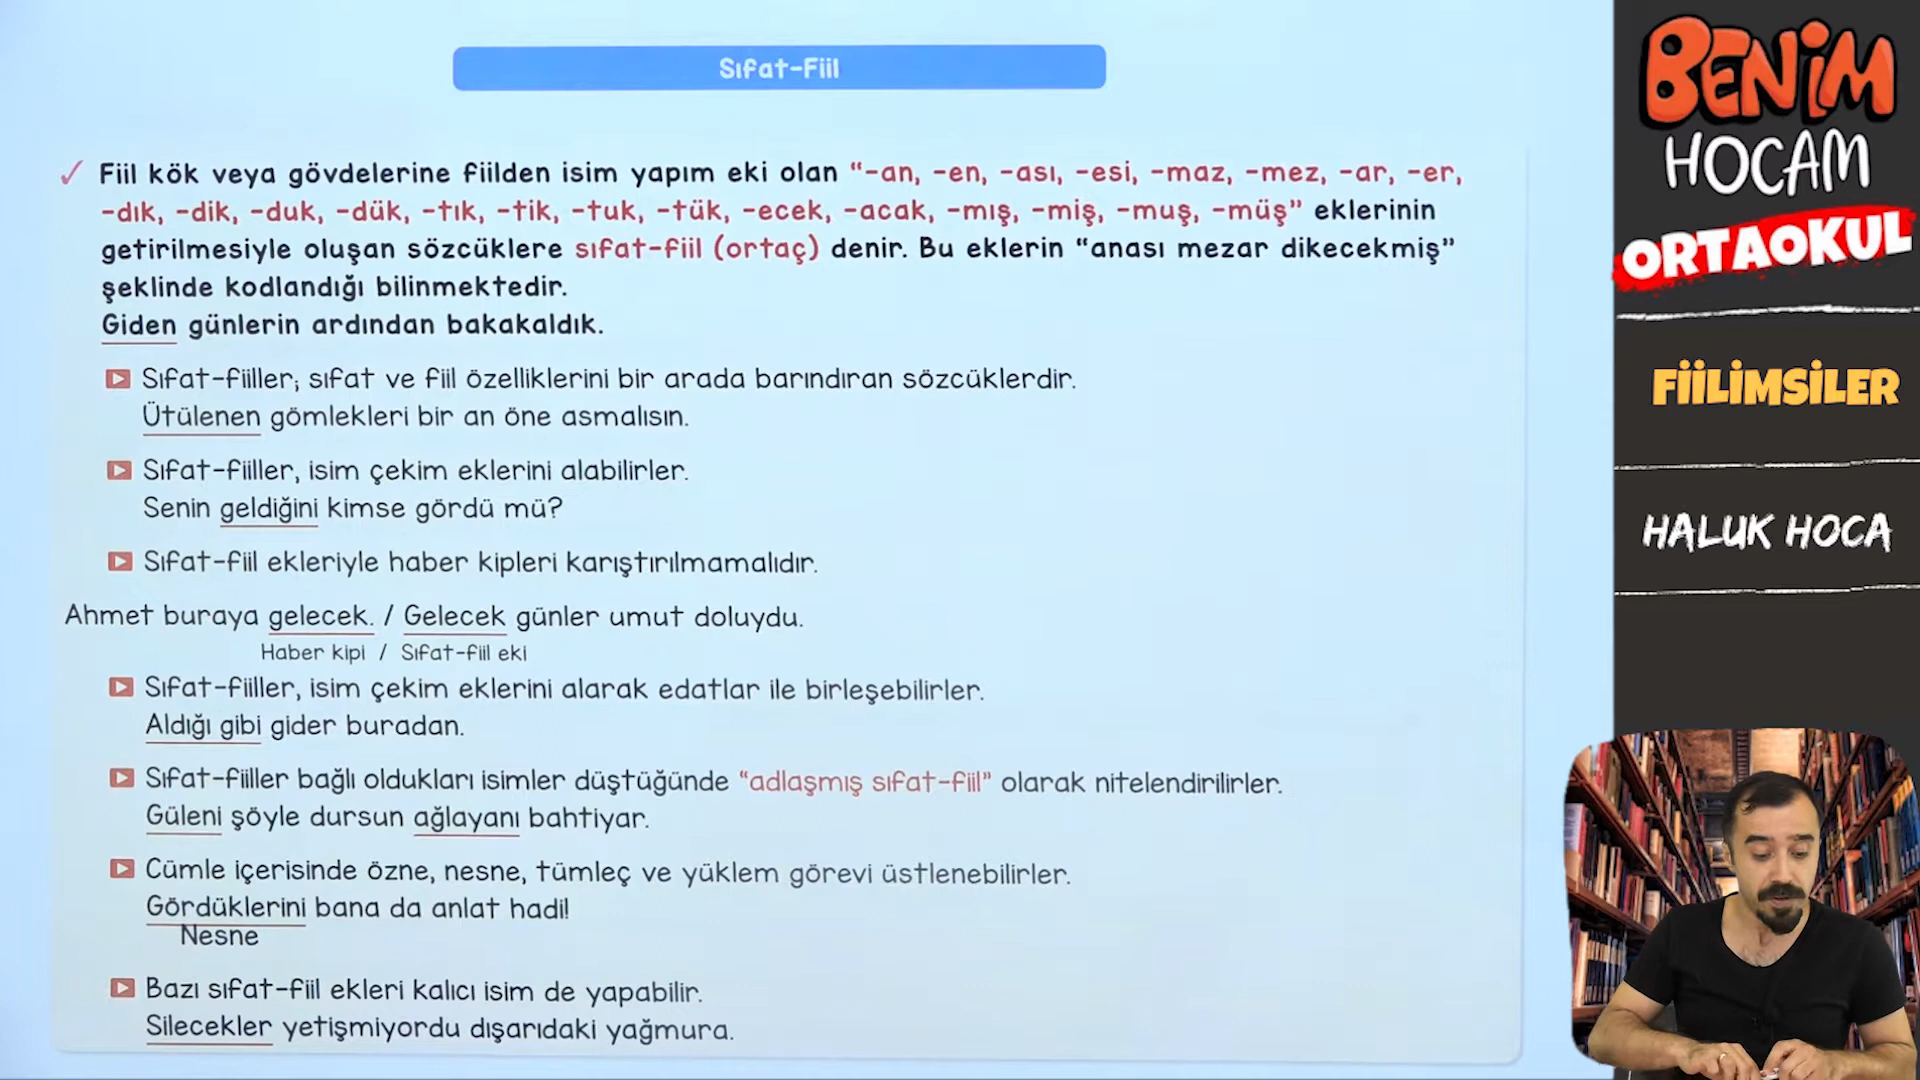 Sıfat-Fiil
Fiil kök veya gövdelerine fiilden isim yapım eki olan “-an, -en, -ası, -esi, -maz, -mez, -ar, -er,
-dık, -dik, -duk, -dük, -tık, -tik, -tuk, -tük, -ecek, -acak, -mış, -miş, -muş, -müş” eklerinin
getirilmesiyle oluşan sözcüklere sıfat-fiil (ortaç) denir. Bu eklerin “anası mezar dikecekmiş”
şeklinde kodlandığı bilinmektedir.
Giden günlerin ardından bakakaldık.
Sıfat-fiiller; sıfat ve fiil özelliklerini bir arada barındıran sözcüklerdir.
Ütülenen gömlekleri bir an öne asmalısın.
Sıfat-fiiller, isim çekim eklerini alabilirler.
Senin geldiğini kimse gördü mü?
Sıfat-fiil ekleriyle haber kipleri karıştırılmamalıdır.
Ahmet buraya gelecek. / Gelecek günler umut doluydu.
Haber kipi / Sıfat-fiil eki
Sıfat-fiiller, isim çekim eklerini alarak edatlar ile birleşebilirler.
Aldığı gibi gider buradan.
Sıfat-fiiller bağlı oldukları isimler düştüğünde “adlaşmış sıfat-fiil” olarak nitelendirilirler.
Güleni şöyle dursun ağlayanı bahtiyar.
Cümle içerisinde özne, nesne, tümleç ve yüklem görevi üstlenebilirler.
Gördüklerini bana da anlat hadi!
Nesne
Bazı sıfat-fiil ekleri kalıcı isim de yapabilir.
Silecekler yetişmiyordu dışarıdaki yağmura.
BENİM
HOCAM
ORTAOKUL
FİİLİMSİLER
HALUK HOCA